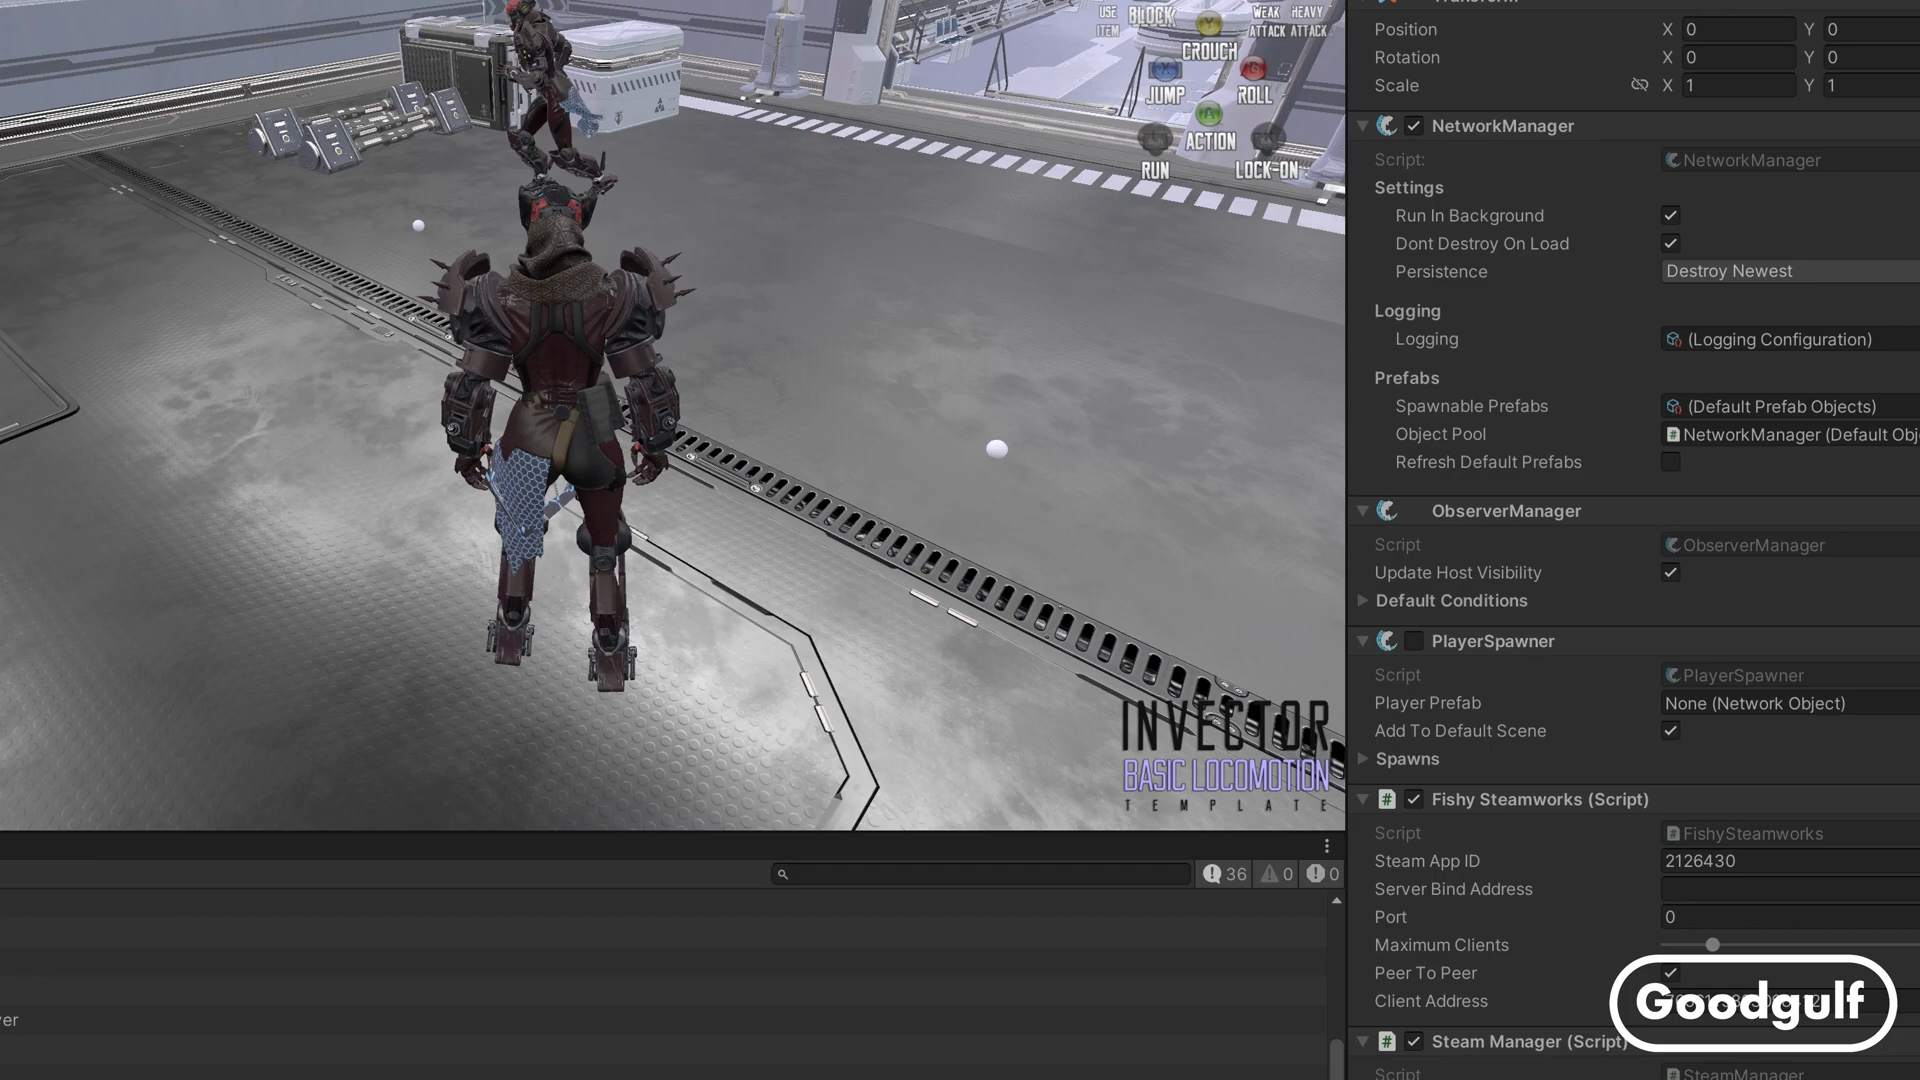 USE
ITEM
BLOCK
Y
CROUCH
WEAK HEAVY
ATTACK ATTACK
X
JUMP
ROLL
A
ACTION
RUN
LOCK-ON
INVECTOR
BASIC LOCOMOTION
TEMPLATE
36
0
0
Position X 0 Y 0
Rotation X 0 Y 0
Scale X 1 Y 1
NetworkManager
Script: NetworkManager
Settings
Run In Background
Dont Destroy On Load
Persistence Destroy Newest
Logging
Logging (Logging Configuration)
Prefabs
Spawnable Prefabs (Default Prefab Objects)
Object Pool NetworkManager (Default Obj
Refresh Default Prefabs
ObserverManager
Script ObserverManager
Update Host Visibility
Default Conditions
PlayerSpawner
Script PlayerSpawner
Player Prefab None (Network Object)
Add To Default Scene
Spawns
# Fishy Steamworks (Script)
Script FishySteamworks
Steam App ID 2126430
Server Bind Address
Port 0
Maximum Clients
Peer To Peer
Client Address
# Steam Manager (Script)
Script SteamManager
Goodgulf